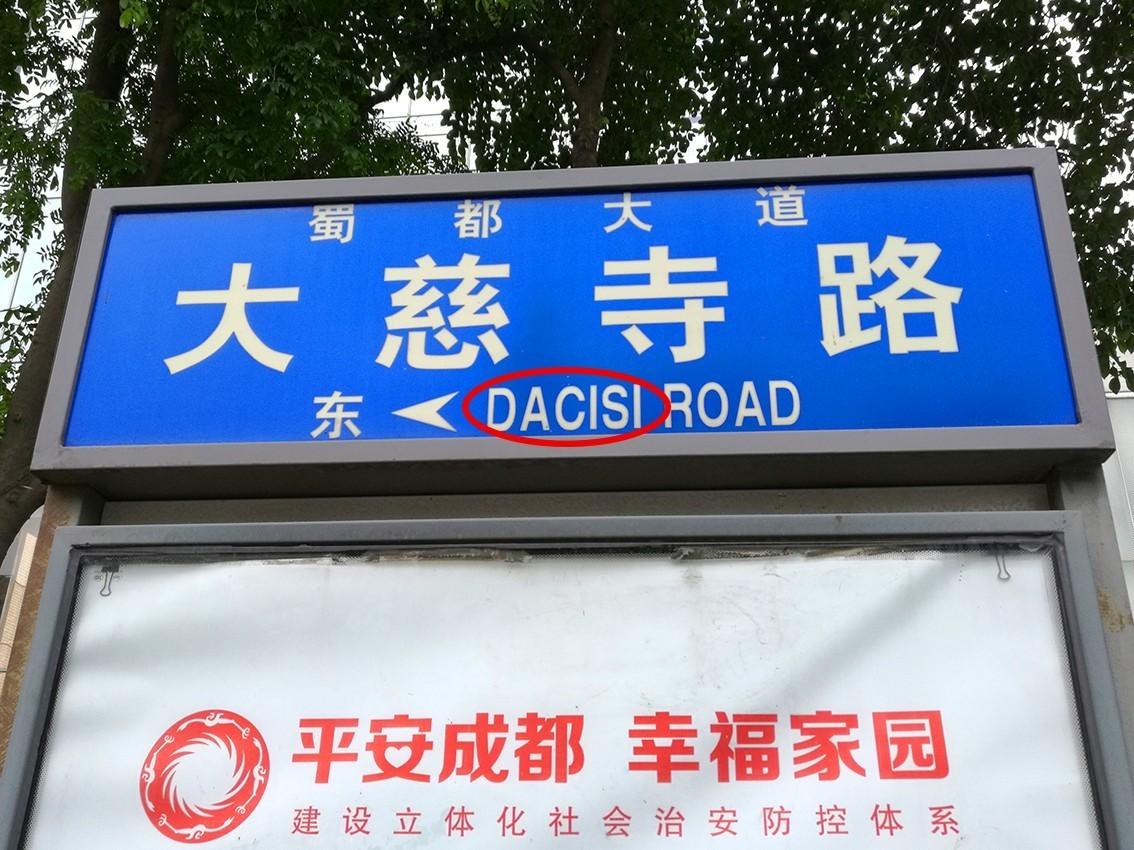 蜀都大道
大慈寺路
东 DACISI ROAD
平安成都 幸福家园
建设立体化社会治安防控体系